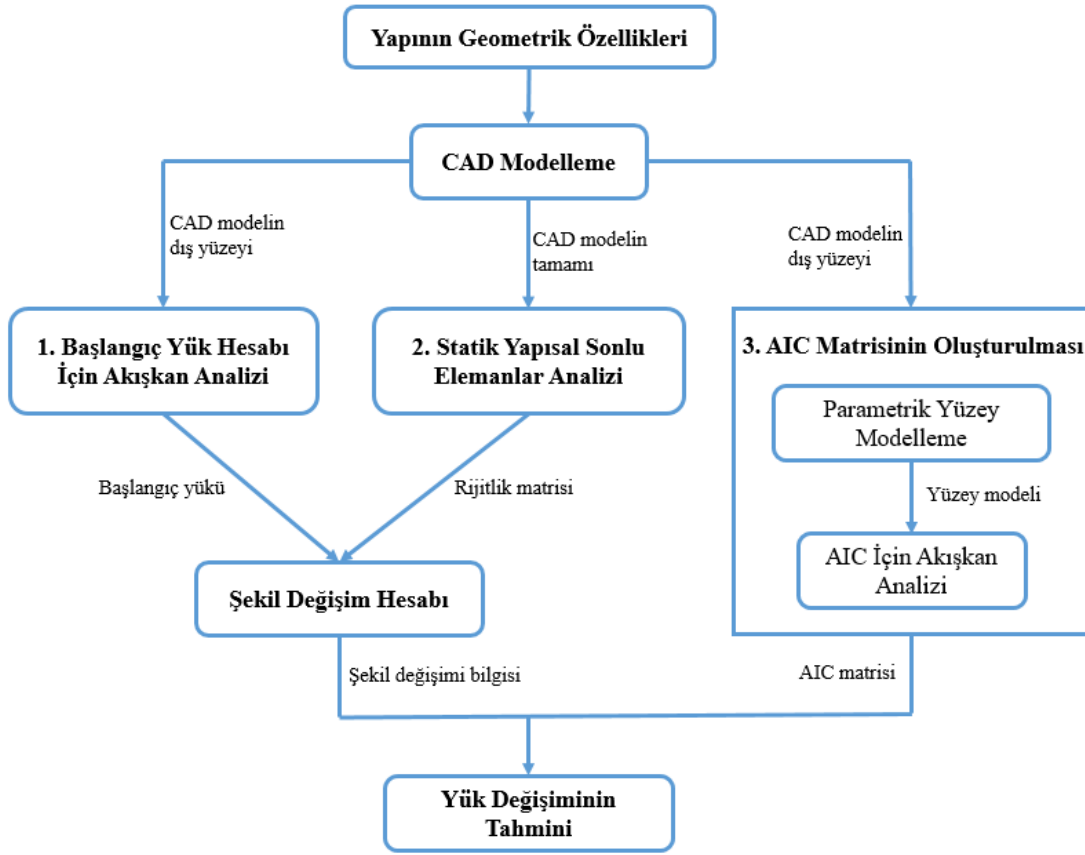 Yapının Geometrik Özellikleri
CAD Modelleme
CAD modelin
dış yüzeyi
CAD modelin
tamamı
CAD modelin
dış yüzeyi
1. Başlangıç Yük Hesabı
İçin Akışkan Analizi
2. Statik Yapısal Sonlu
Elemanlar Analizi
3. AIC Matrisinin Oluşturulması
Parametrik Yüzey
Modelleme
Yüzey modeli
AIC İçin Akışkan
Analizi
Başlangıç yükü
Rijitlik matrisi
Şekil Değişim Hesabı
Şekil değişimi bilgisi
AIC matrisi
Yük Değişiminin
Tahmini